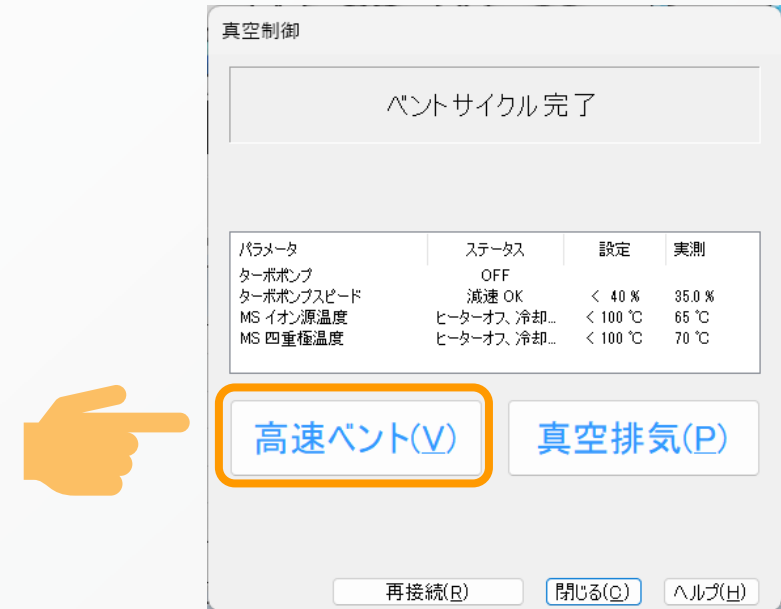 真空制御
ベントサイクル完了
パラメータ ステータス 設定 実測
ターボポンプ OFF
ターボポンプスピード 減速 OK < 40 % 35.0 %
MS イオン源温度 ヒーターオフ、冷却... < 100 ℃ 65 ℃
MS 四重極温度 ヒーターオフ、冷却... < 100 ℃ 70 ℃
高速ベント(V) 真空排気(P)
再接続(R) 閉じる(C) ヘルプ(H)